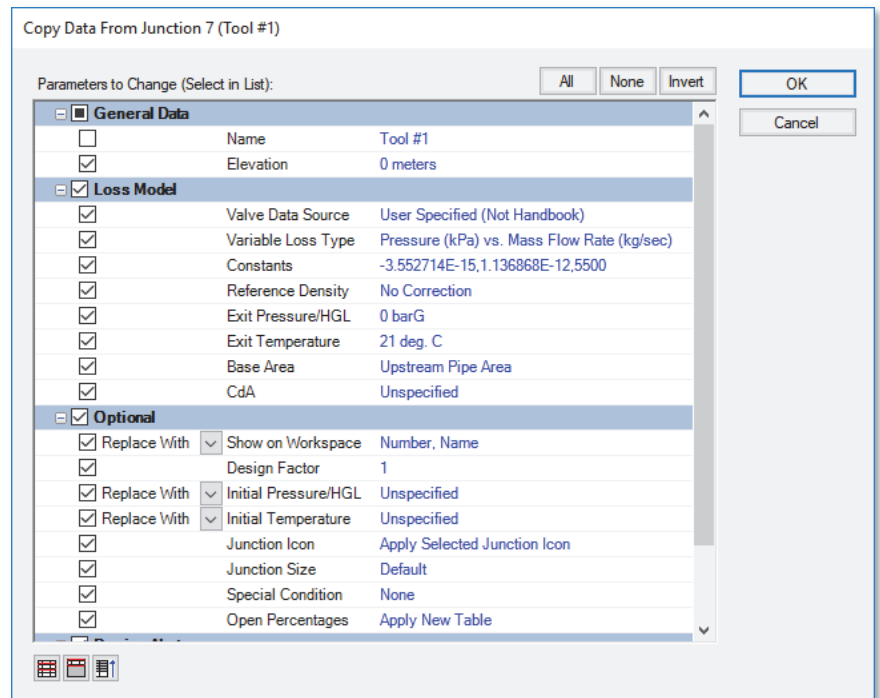 Copy Data From Junction 7 (Tool #1)
Parameters to Change (Select in List): All None Invert OK
Cancel
General Data
Name Tool #1
Elevation 0 meters
Loss Model
Valve Data Source User Specified (Not Handbook)
Variable Loss Type Pressure (kPa) vs. Mass Flow Rate (kg/sec)
Constants -3.552714E-15,1.136868E-12,5500
Reference Density No Correction
Exit Pressure/HGL 0 barG
Exit Temperature 21 deg. C
Base Area Upstream Pipe Area
CdA Unspecified
Optional
Replace With Show on Workspace Number, Name
Design Factor 1
Replace With Initial Pressure/HGL Unspecified
Replace With Initial Temperature Unspecified
Junction Icon Apply Selected Junction Icon
Junction Size Default
Special Condition None
Open Percentages Apply New Table